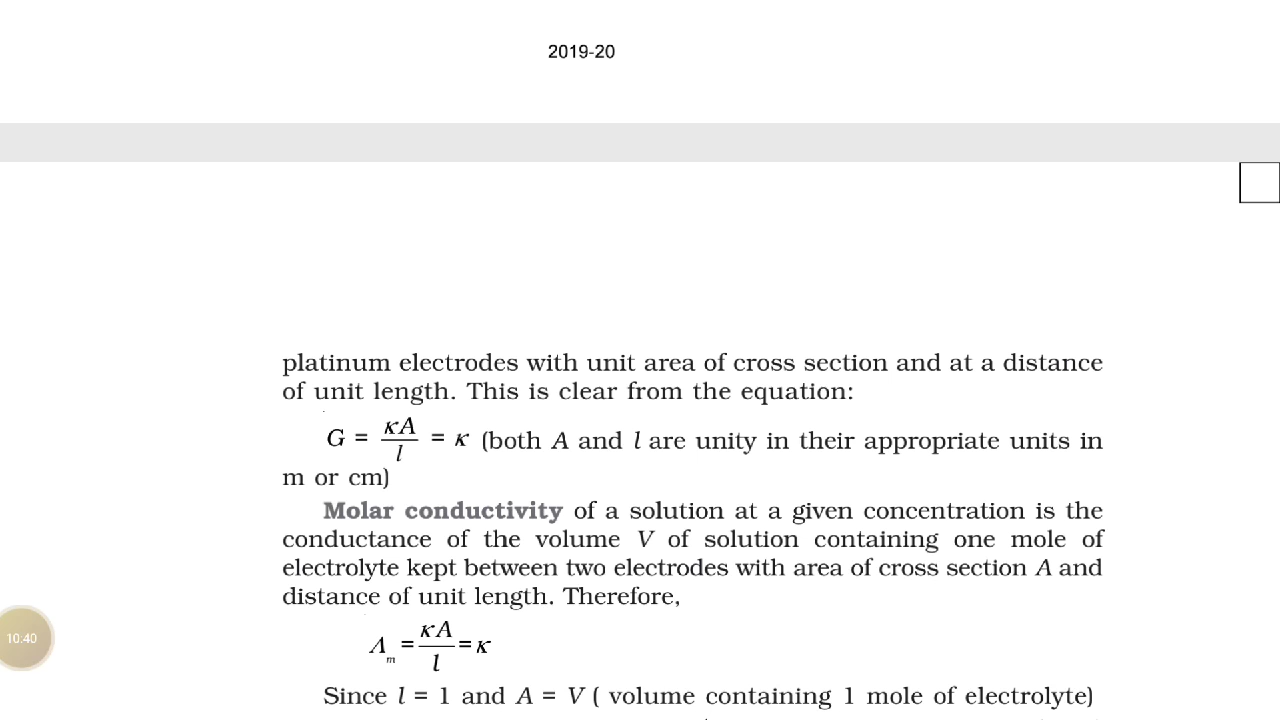 2019-20
platinum electrodes with unit area of cross section and at a distance
of unit length. This is clear from the equation:
G = κA/l = κ (both A and l are unity in their appropriate units in
m or cm)
Molar conductivity of a solution at a given concentration is the
conductance of the volume V of solution containing one mole of
electrolyte kept between two electrodes with area of cross section A and
distance of unit length. Therefore,
Λm = κA/l = κ
Since l = 1 and A = V ( volume containing 1 mole of electrolyte)
10:40